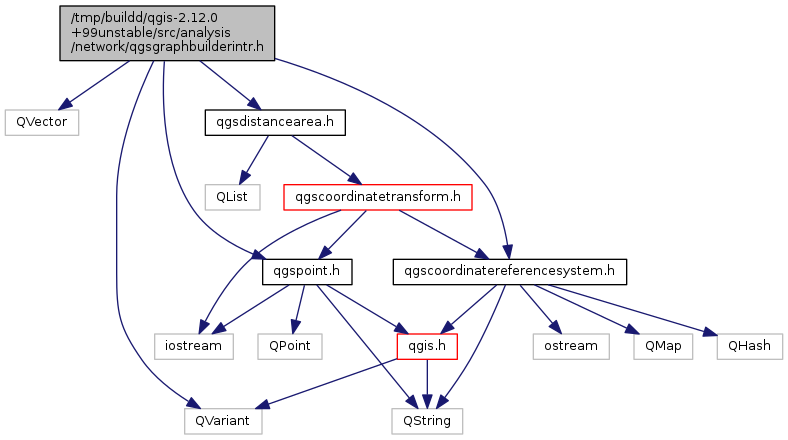 /tmp/buildd/qgis-2.12.0
+99unstable/src/analysis
/network/qgsgraphbuilderintr.h
QVector
qgsdistancearea.h
QList
qgscoordinatetransform.h
qgspoint.h
qgscoordinatereferencesystem.h
iostream
QPoint
qgis.h
ostream
QMap
QHash
QVariant
QString